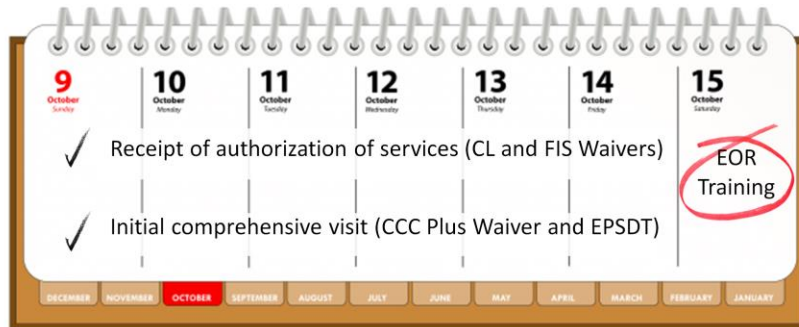 9 10 11 12 13 14 15
October October October October October October October
Sunday Monday Tuesday Wednesday Thursday Friday Saturday
Receipt of authorization of services (CL and FIS Waivers)
EOR
Training
Initial comprehensive visit (CCC Plus Waiver and EPSDT)
DECEMBER NOVEMBER OCTOBER SEPTEMBER AUGUST JULY JUNE MAY APRIL MARCH FEBRUARY JANUARY